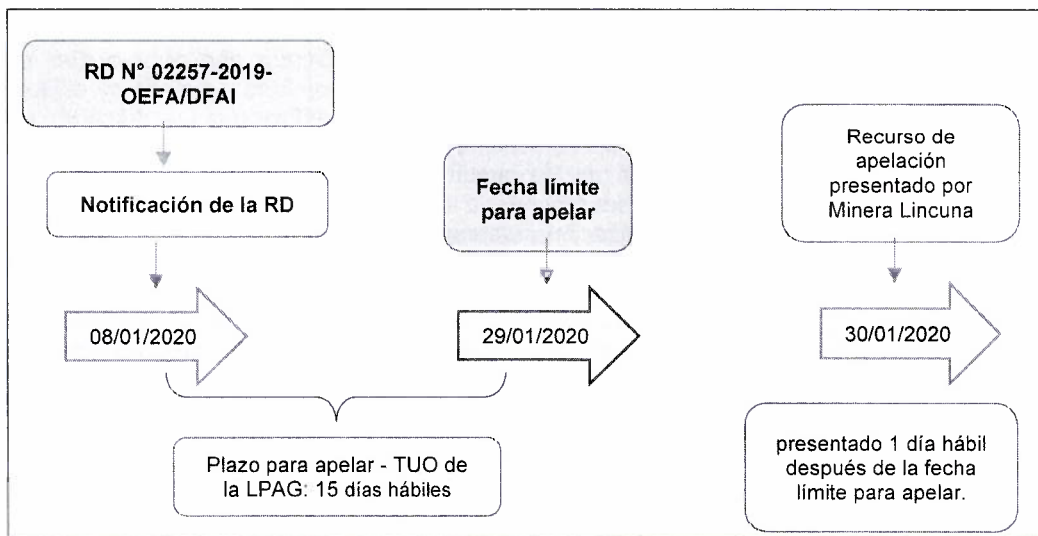 RD N° 02257-2019-
OEFA/DFAI
Notificación de la RD
08/01/2020
Fecha límite
para apelar
29/01/2020
Plazo para apelar - TUO de
la LPAG: 15 días hábiles
Recurso de
apelación
presentado por
Minera Lincuna
30/01/2020
presentado 1 día hábil
después de la fecha
límite para apelar.